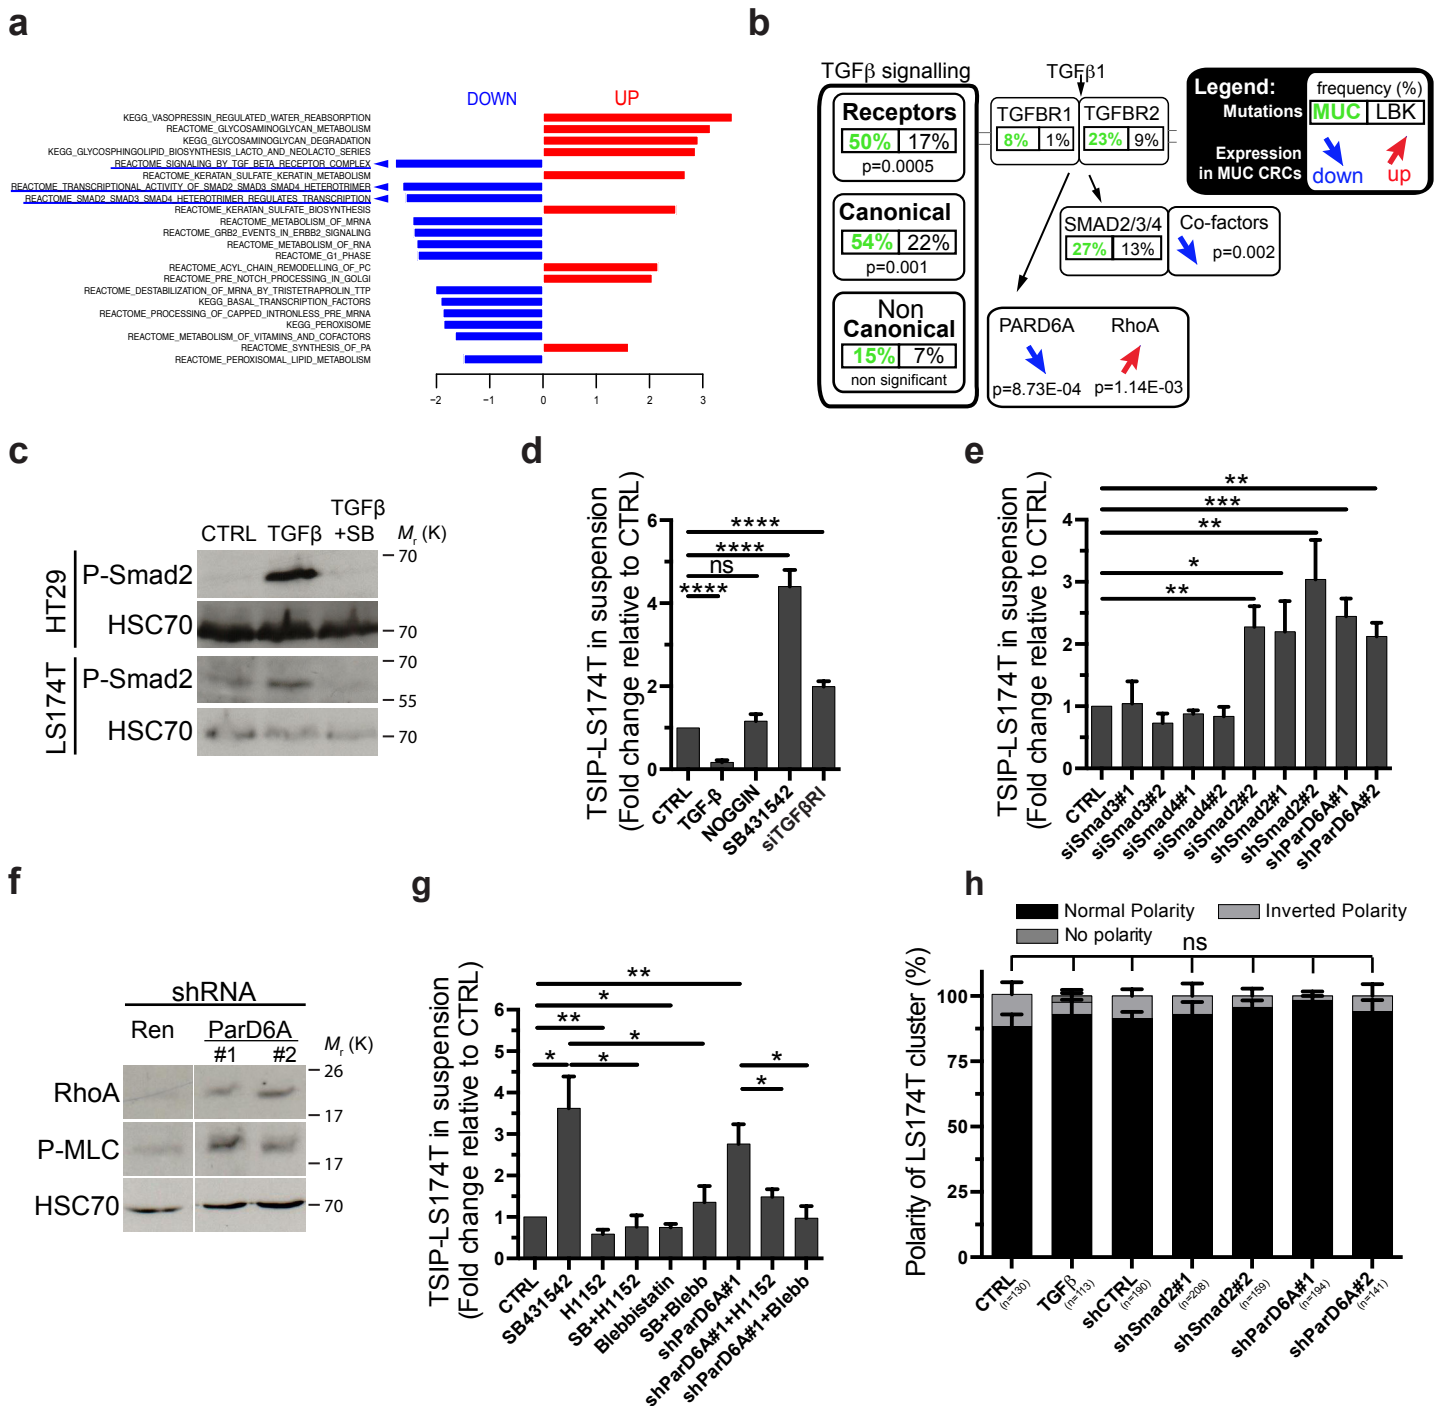 a
DOWN
UP
KEGG_VASOPRESSIN_REGULATED_WATER_REABSORPTION
REACTOME_GLYCOSAMINOGLYCAN_METABOLISM
KEGG_GLYCOSAMINOGLYCAN_DEGRADATION
KEGG_GLYCOSPHINGOLIPID_BIOSYNTHESIS_LACTO_AND_NEOLACTO_SERIES
REACTOME_SIGNALING_BY_TGF_BETA_RECEPTOR_COMPLEX
REACTOME_KERATAN_SULFATE_KERATIN_METABOLISM
REACTOME_TRANSCRIPTIONAL_ACTIVITY_OF_SMAD2_SMAD3_SMAD4_HETEROTRIMER
REACTOME_SMAD2_SMAD3_SMAD4_HETEROTRIMER_REGULATES_TRANSCRIPTION
REACTOME_KERATAN_SULFATE_BIOSYNTHESIS
REACTOME_METABOLISM_OF_MRNA
REACTOME_GRB2_EVENTS_IN_ERBB2_SIGNALING
REACTOME_METABOLISM_OF_RNA
REACTOME_G1_PHASE
REACTOME_ACYL_CHAIN_REMODELLING_OF_PC
REACTOME_PRE_NOTCH_PROCESSING_IN_GOLGI
REACTOME_DESTABILIZATION_OF_MRNA_BY_TRISTETRAPROLIN_TTP
KEGG_BASAL_TRANSCRIPTION_FACTORS
REACTOME_PROCESSING_OF_CAPPED_INTRONLESS_PRE_MRNA
KEGG_PEROXISOME
REACTOME_METABOLISM_OF_VITAMINS_AND_COFACTORS
REACTOME_SYNTHESIS_OF_PA
REACTOME_PEROXISOMAL_LIPID_METABOLISM
−2 −1 0 1 2 3
b
TGFβ signalling
Receptors
50% 17%
p=0.0005
Canonical
54% 22%
p=0.001
Non
Canonical
15% 7%
non significant
TGFβ1
TGFBR1 TGFBR2
8% 1% 23% 9%
SMAD2/3/4
27% 13%
Co-factors
p=0.002
PARD6A RhoA
p=8.73E-04 p=1.14E-03
Legend:
frequency (%)
Mutations
MUC LBK
Expression
in MUC CRCs
down up
c
CTRL TGFβ TGFβ
+SB
Mr (K)
HT29
P-Smad2
70
HSC70
70
LS174T
P-Smad2
70
55
HSC70
70
d
TSIP-LS174T in suspension
(Fold change relative to CTRL)
6
4
2
0
****
****
ns
****
CTRL
TGF-β
NOGGIN
SB431542
siTGFβRI
e
TSIP-LS174T in suspension
(Fold change relative to CTRL)
4
3
2
1
0
**
***
**
*
**
CTRL
siSmad3#1
siSmad3#2
siSmad4#1
siSmad4#2
siSmad2#2
shSmad2#1
shSmad2#2
shParD6A#1
shParD6A#2
f
shRNA
Ren ParD6A
#1 #2
Mr (K)
RhoA
26
17
P-MLC
17
HSC70
70
g
TSIP-LS174T in suspension
(Fold change relative to CTRL)
6
5
4
3
2
1
0
**
*
**
*
*
*
*
*
CTRL
SB431542
H1152
SB+H1152
Blebbistatin
SB+Blebb
shParD6A#1
shParD6A#1+H1152
shParD6A#1+Blebb
h
Normal Polarity
Inverted Polarity
No polarity
ns
Polarity of LS174T cluster (%)
100
75
50
25
0
CTRL
(n=130)
TGFβ
(n=113)
shCTRL
(n=190)
shSmad2#1
(n=208)
shSmad2#2
(n=159)
shParD6A#1
(n=194)
shParD6A#2
(n=141)